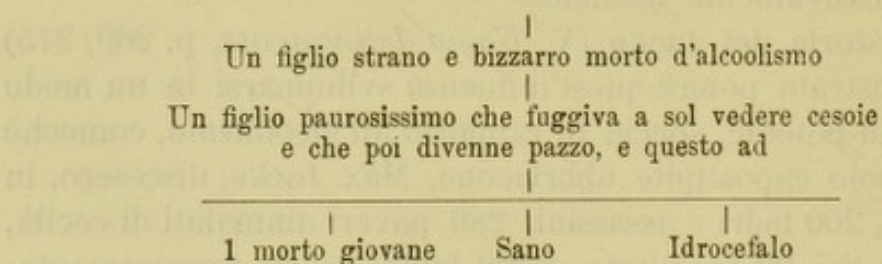 Un figlio strano e bizzarro morto d'alcoolismo
Un figlio paurosissimo che fuggiva a sol vedere cesoie
e che poi divenne pazzo, e questo ad
1 morto giovane Sano Idrocefalo